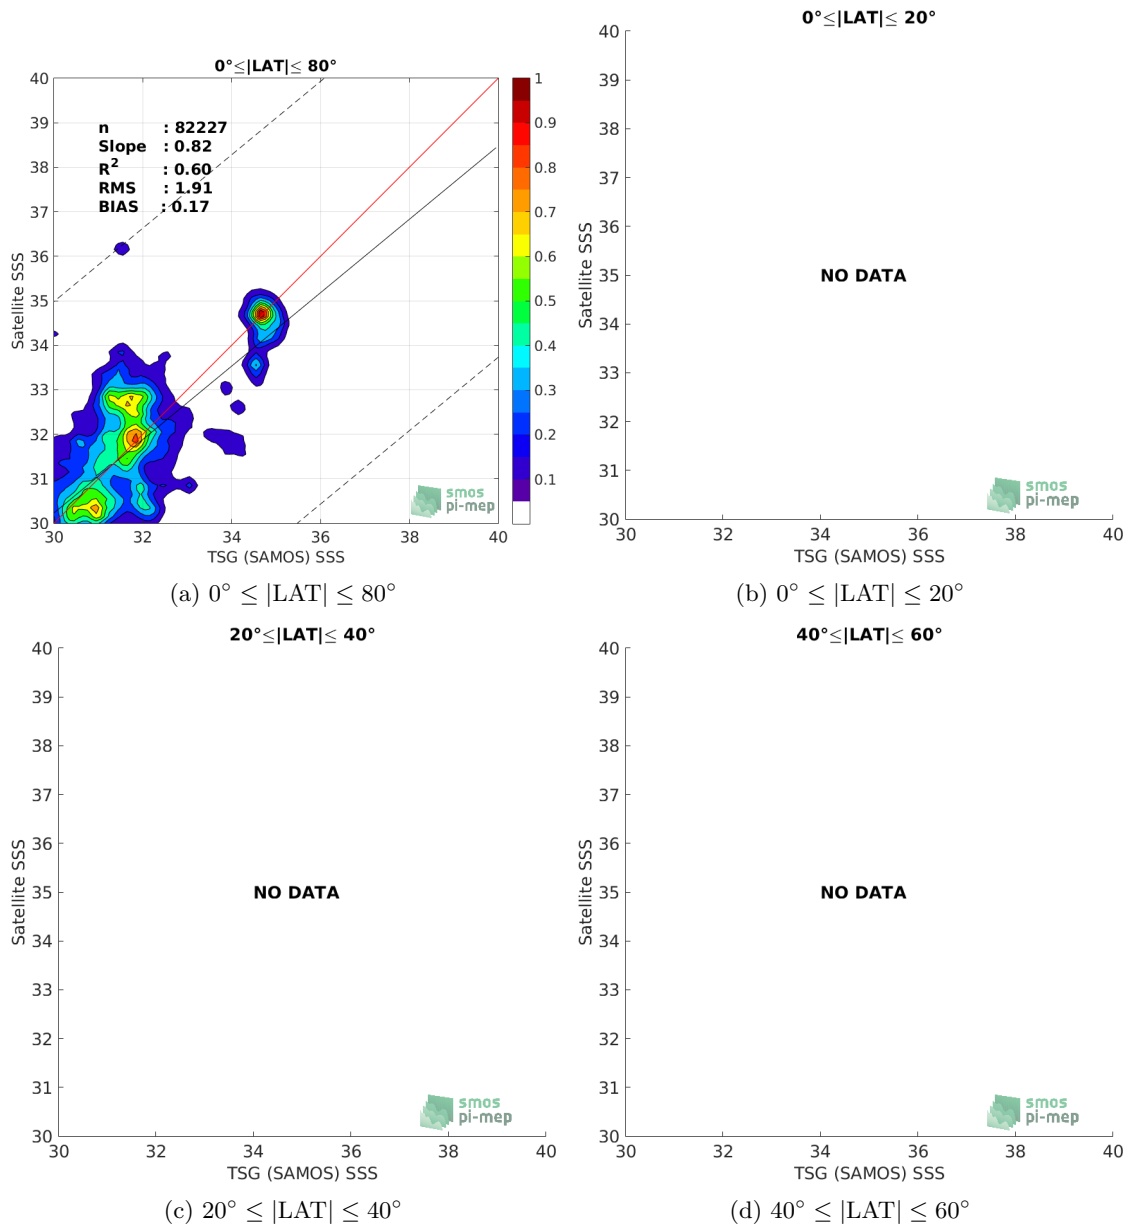 0°≤|LAT|≤ 80°
40
39
38
37
36
35
34
33
32
31
30
Satellite SSS
n : 82227
Slope : 0.82
R² : 0.60
RMS : 1.91
BIAS : 0.17
1
0.9
0.8
0.7
0.6
0.5
0.4
0.3
0.2
0.1
smos
pi-mep
30 32 34 36 38 40
TSG (SAMOS) SSS
(a) 0° ≤ |LAT| ≤ 80°
0°≤|LAT|≤ 20°
40
39
38
37
36
35
34
33
32
31
30
Satellite SSS
NO DATA
smos
pi-mep
30 32 34 36 38 40
TSG (SAMOS) SSS
(b) 0° ≤ |LAT| ≤ 20°
20°≤|LAT|≤ 40°
40
39
38
37
36
35
34
33
32
31
30
Satellite SSS
NO DATA
smos
pi-mep
30 32 34 36 38 40
TSG (SAMOS) SSS
(c) 20° ≤ |LAT| ≤ 40°
40°≤|LAT|≤ 60°
40
39
38
37
36
35
34
33
32
31
30
Satellite SSS
NO DATA
smos
pi-mep
30 32 34 36 38 40
TSG (SAMOS) SSS
(d) 40° ≤ |LAT| ≤ 60°